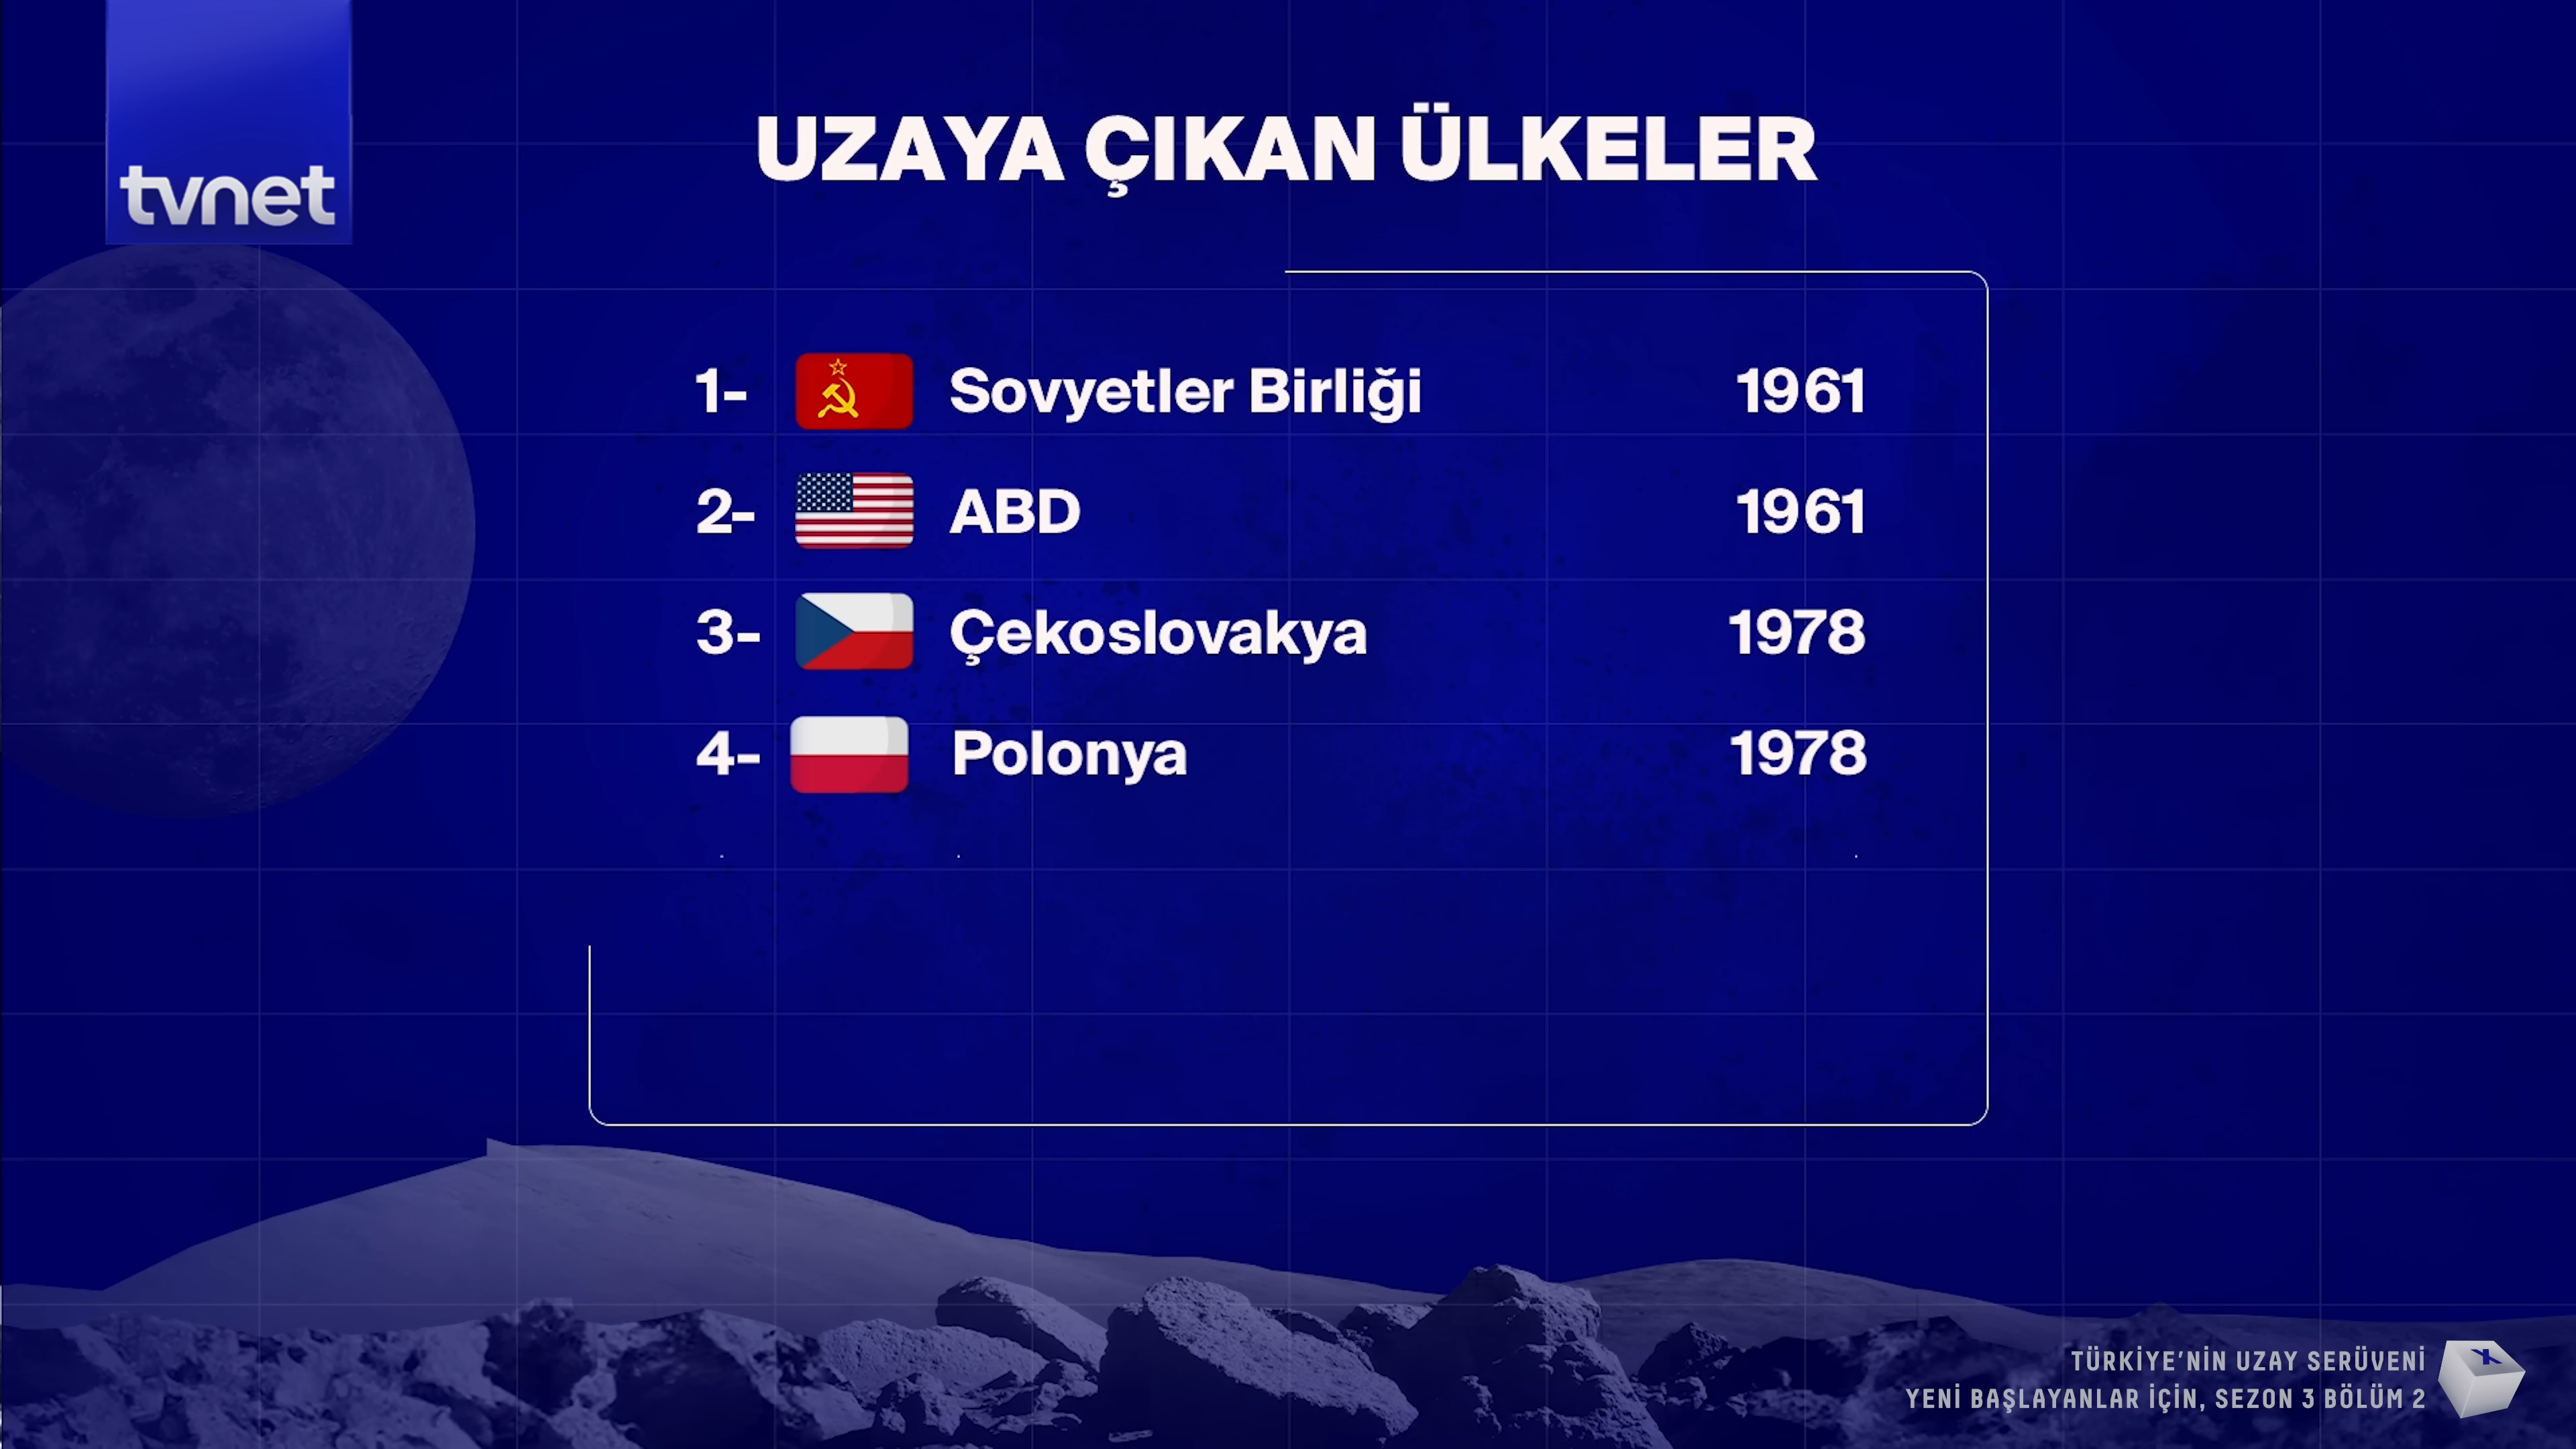 tvnet
UZAYA ÇIKAN ÜLKELER
1- Sovyetler Birliği 1961
2- ABD 1961
3- Çekoslovakya 1978
4- Polonya 1978
TÜRKİYE'NİN UZAY SERÜVENİ
YENİ BAŞLAYANLAR İÇİN, SEZON 3 BÖLÜM 2